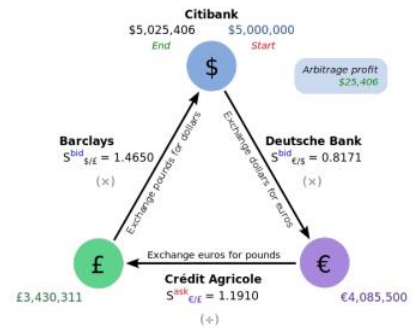 Citibank
$5,025,406 $5,000,000
End Start
$
Arbitrage profit
$25,406
Barclays
S^bid $/£ = 1.4650
(×)
Exchange pounds for dollars
Exchange dollars for euros
Deutsche Bank
S^bid €/$ = 0.8171
(×)
£
Exchange euros for pounds
€
Crédit Agricole
S^ask €/£ = 1.1910
(÷)
£3,430,311
€4,085,500